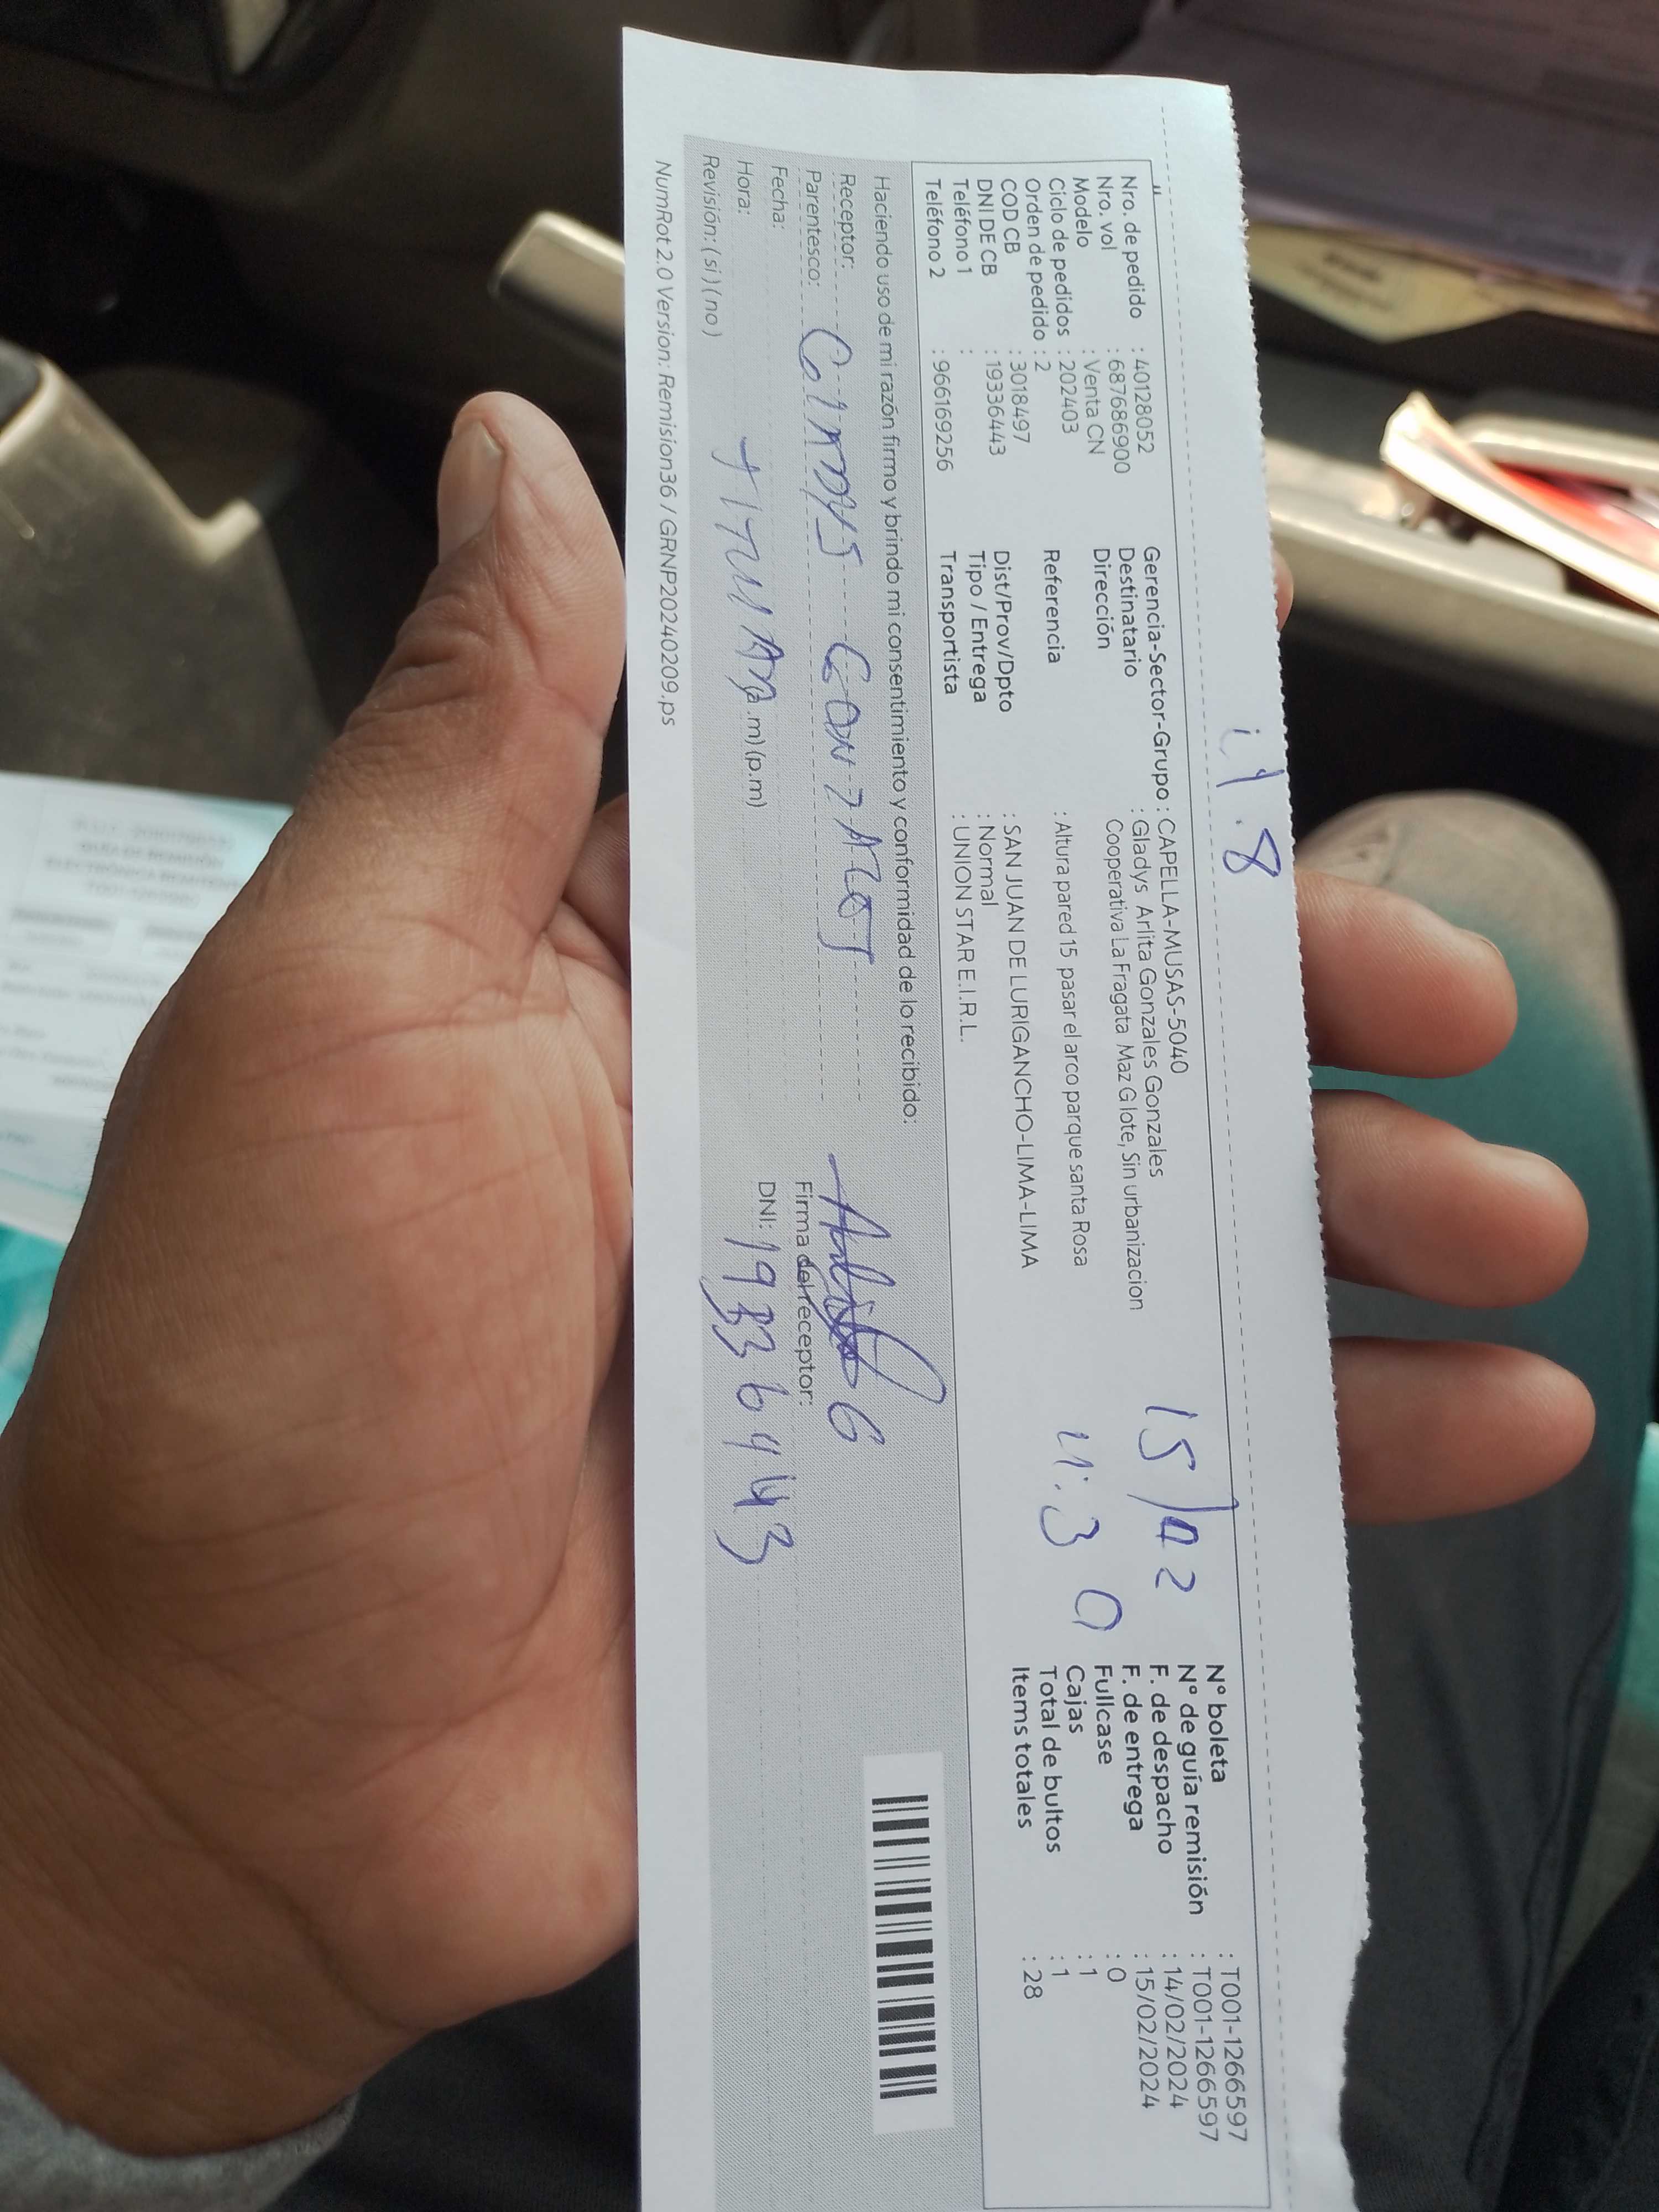 Nro. de pedido : 40128052
Nro. vol : 687686900
Modelo : Venta CN
Ciclo de pedidos : 202403
Orden de pedido : 2
COD CB : 3018497
DNI DE CB : 19336443
Teléfono 1 :
Teléfono 2 : 966169256
Gerencia-Sector-Grupo : CAPELLA-MUSAS-5040
Destinatario : Gladys Arlita Gonzales Gonzales
Dirección Cooperativa La Fragata Maz G lote, Sin urbanizacion
Referencia : Altura pared 15 pasar el arco parque santa Rosa
Dist/Prov/Dpto : SAN JUAN DE LURIGANCHO-LIMA-LIMA
Tipo / Entrega : Normal
Transportista : UNION STAR E.I.R.L.
15/02
4:30
N° boleta : T001-1266597
N° de guía remisión : T001-1266597
F. de despacho : 14/02/2024
F. de entrega : 15/02/2024
Fullcase : 0
Cajas : 1
Total de bultos : 1
Items totales : 28
Haciendo uso de mi razón firmo y brindo mi consentimiento y conformidad de lo recibido:
Receptor:
Parentesco:
Fecha:
Hora: .m) (p.m)
Revisión: (si) (no)
Firma del receptor:
DNI: 19336443
NumRot 2.0 Version: Remision36 / GRNP20240209.ps